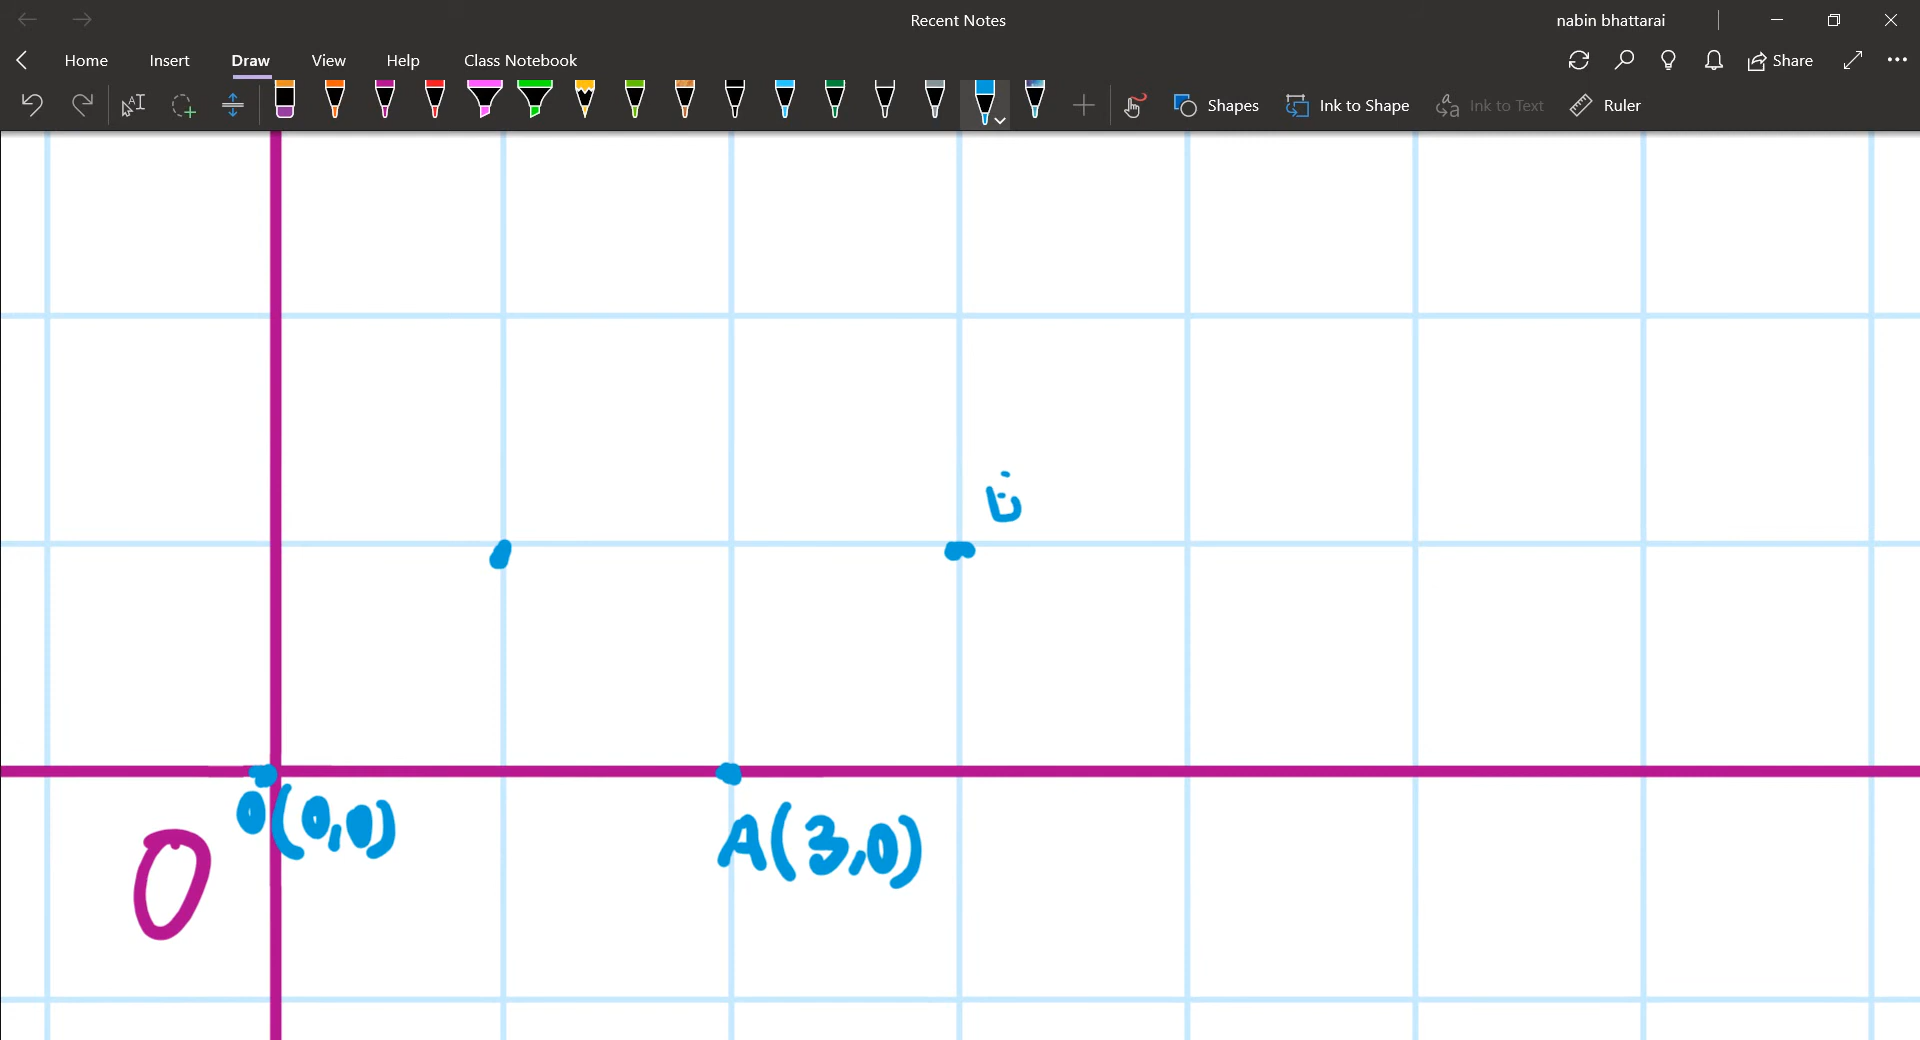 Recent Notes
nabin bhattarai
Home Insert Draw View Help Class Notebook
Share
Shapes
Ink to Shape
Ink to Text
Ruler
O(0,0)
A(3,0)
O